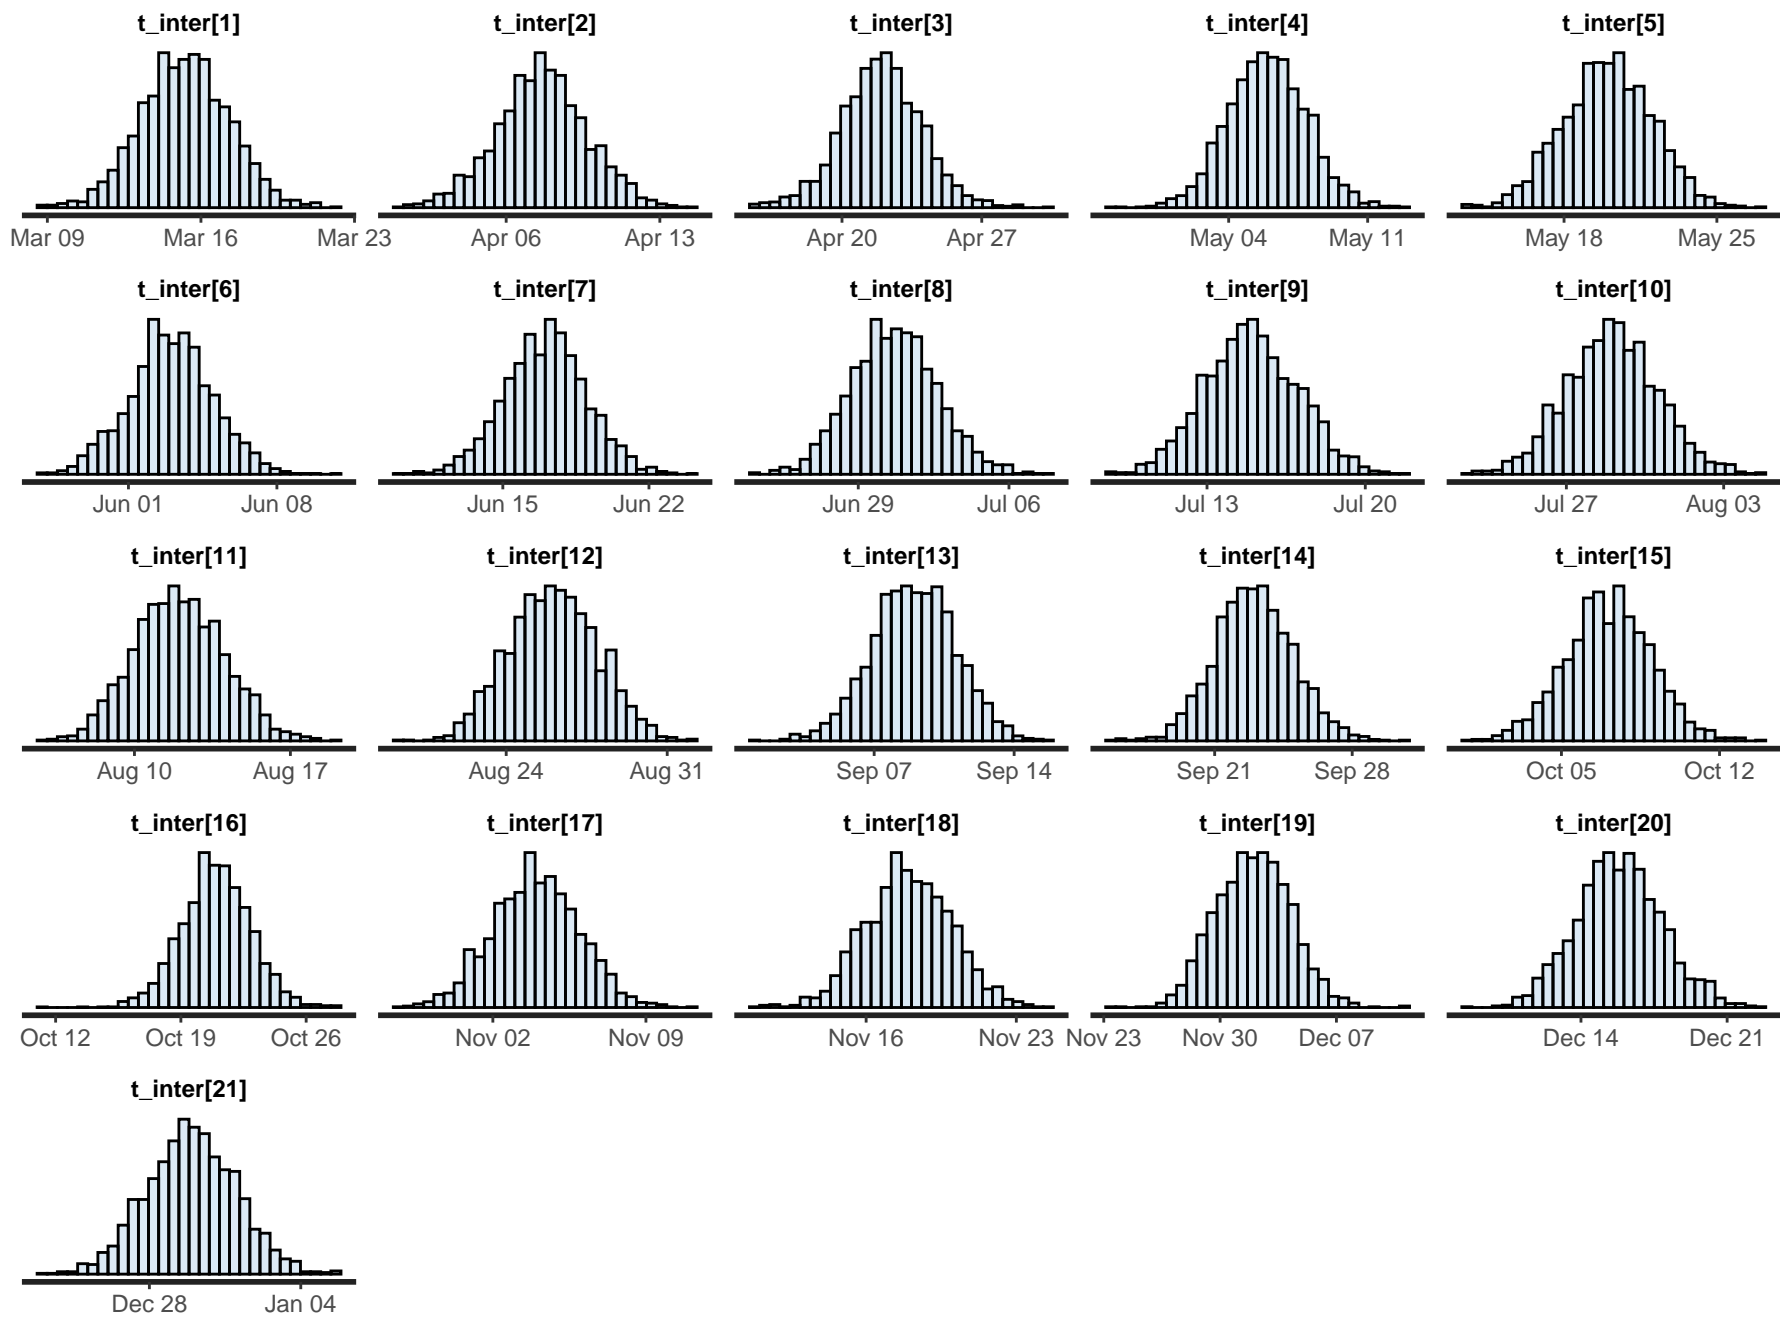 t_inter[1] t_inter[2] t_inter[3] t_inter[4] t_inter[5]
Mar 09 Mar 16 Mar 23 Apr 06 Apr 13 Apr 20 Apr 27 May 04 May 11 May 18 May 25
t_inter[6] t_inter[7] t_inter[8] t_inter[9] t_inter[10]
Jun 01 Jun 08 Jun 15 Jun 22 Jun 29 Jul 06 Jul 13 Jul 20 Jul 27 Aug 03
t_inter[11] t_inter[12] t_inter[13] t_inter[14] t_inter[15]
Aug 10 Aug 17 Aug 24 Aug 31 Sep 07 Sep 14 Sep 21 Sep 28 Oct 05 Oct 12
t_inter[16] t_inter[17] t_inter[18] t_inter[19] t_inter[20]
Oct 12 Oct 19 Oct 26 Nov 02 Nov 09 Nov 16 Nov 23 Nov 23 Nov 30 Dec 07 Dec 14 Dec 21
t_inter[21]
Dec 28 Jan 04